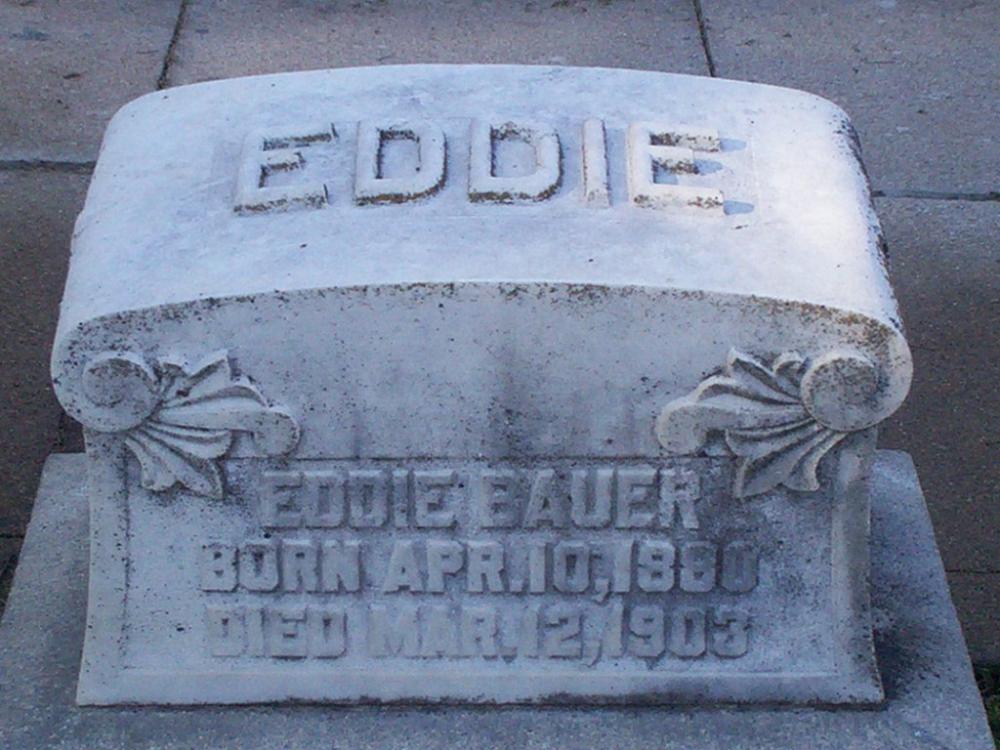 EDDIE
EDDIE BAUER
BORN APR.10,1880
DIED MAR.12,1903